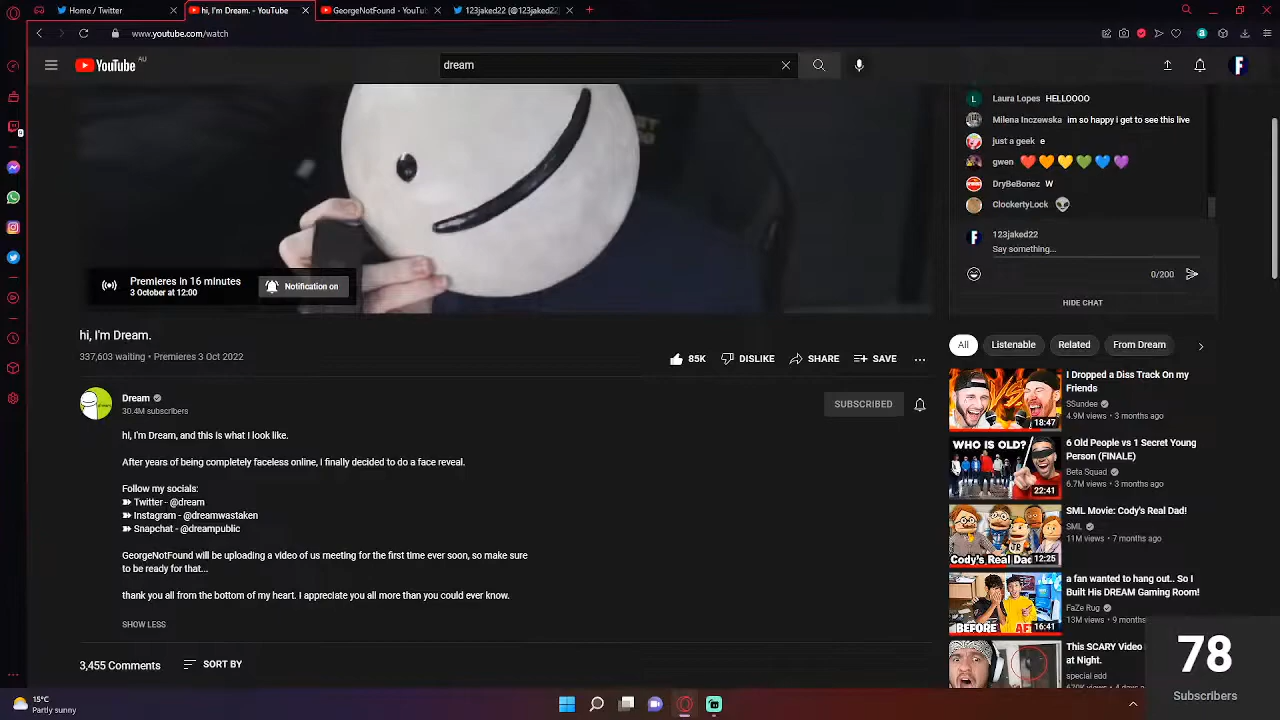 Home / Twitter
hi, I'm Dream. - YouTube
GeorgeNotFound - YouTu
123jaked22 (@123jaked22)
www.youtube.com/watch
YouTube AU
dream
Laura Lopes HELLOOOO
Milena Inczewska im so happy i get to see this live
just a geek e
gwen ❤️🧡💛💚💙💜
DryBeBonez W
ClockertyLock 👽
123jaked22
Say something...
0/200
HIDE CHAT
Premieres in 16 minutes
3 October at 12:00
Notification on
hi, I'm Dream.
337,603 waiting • Premieres 3 Oct 2022
85K
DISLIKE
SHARE
SAVE
Dream
30.4M subscribers
SUBSCRIBED
hi, I'm Dream, and this is what I look like.
After years of being completely faceless online, I finally decided to do a face reveal.
Follow my socials:
➽ Twitter - @dream
➽ Instagram - @dreamwastaken
➽ Snapchat - @dreampublic
GeorgeNotFound will be uploading a video of us meeting for the first time ever soon, so make sure
to be ready for that...
thank you all from the bottom of my heart. I appreciate you all more than you could ever know.
SHOW LESS
3,455 Comments
SORT BY
All
Listenable
Related
From Dream
VS
18:47
I Dropped a Diss Track On my
Friends
SSundee
4.9M views • 3 months ago
WHO IS OLD?
22:41
6 Old People vs 1 Secret Young
Person (FINALE)
Beta Squad
6.7M views • 3 months ago
Cody's Real Dad
12:25
SML Movie: Cody's Real Dad!
SML
11M views • 7 months ago
BEFORE
AFT
16:41
a fan wanted to hang out.. So I
Built His DREAM Gaming Room!
FaZe Rug
13M views • 9 months
This SCARY Video
at Night.
special edd
78
Subscribers
15°C
Partly sunny